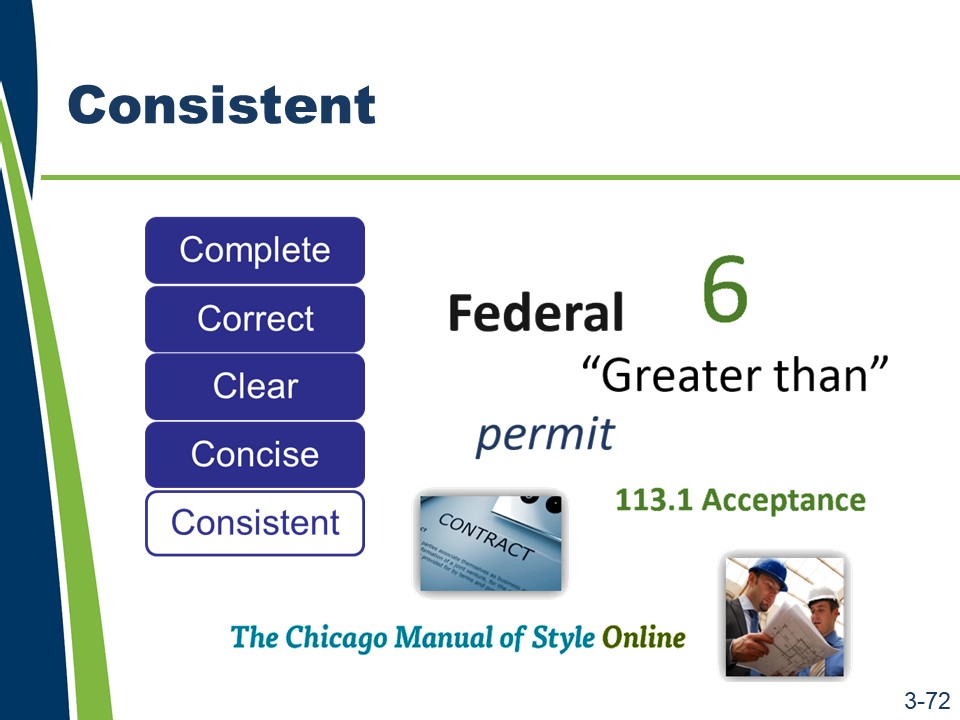 Consistent
Complete
Correct
Clear
Concise
Consistent
Federal
6
“Greater than”
permit
113.1 Acceptance
CONTRACT
The Chicago Manual of Style Online
3-72